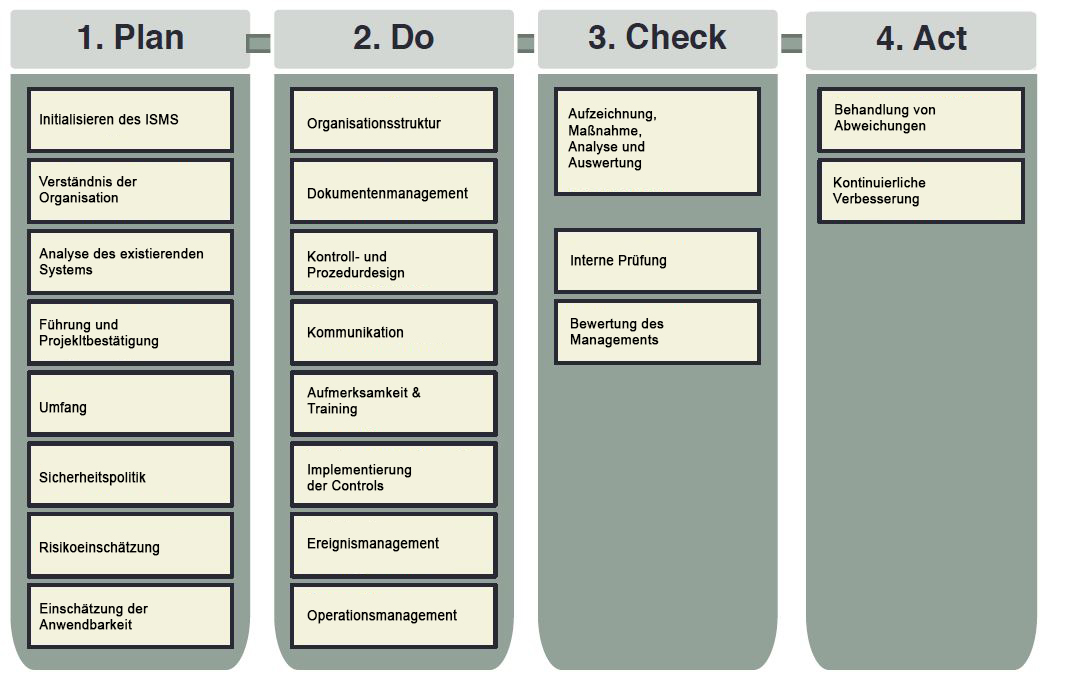 1. Plan
Initialisieren des ISMS
Verständnis der
Organisation
Analyse des existierenden
Systems
Führung und
Projekltbestätigung
Umfang
Sicherheitspolitik
Risikoeinschätzung
Einschätzung der
Anwendbarkeit
2. Do
Organisationsstruktur
Dokumentenmanagement
Kontroll- und
Prozedurdesign
Kommunikation
Aufmerksamkeit &
Training
Implementierung
der Controls
Ereignismanagement
Operationsmanagement
3. Check
Aufzeichnung,
Maßnahme,
Analyse und
Auswertung
Interne Prüfung
Bewertung des
Managements
4. Act
Behandlung von
Abweichungen
Kontinuierliche
Verbesserung